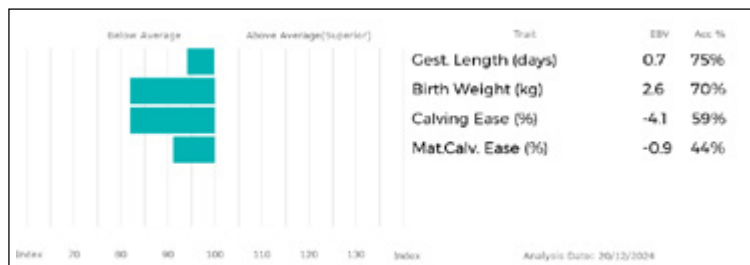 Below Average Above Average(Superior) Trait EBV Acc %
Gest. Length (days) 0.7 75%
Birth Weight (kg) 2.6 70%
Calving Ease (%) -4.1 59%
Mat.Calv. Ease (%) -0.9 44%
Index 70 80 90 100 110 120 130 Index Analysis Date: 20/12/2024